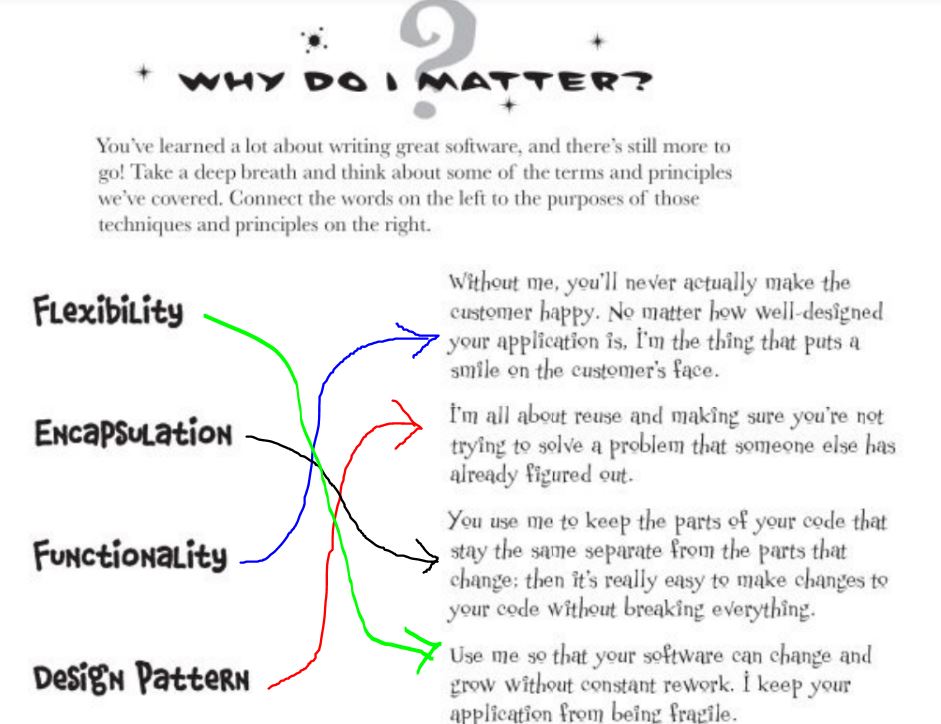 ?
WHY DO I MATTER?
You've learned a lot about writing great software, and there's still more to
go! Take a deep breath and think about some of the terms and principles
we've covered. Connect the words on the left to the purposes of those
techniques and principles on the right.
Flexibility
Encapsulation
Functionality
Design Pattern
Without me, you'll never actually make the
customer happy. No matter how well-designed
your application is, I'm the thing that puts a
smile on the customer's face.
I'm all about reuse and making sure you're not
trying to solve a problem that someone else has
already figured out.
You use me to keep the parts of your code that
stay the same separate from the parts that
change; then it's really easy to make changes to
your code without breaking everything.
Use me so that your software can change and
grow without constant rework. I keep your
application from being fragile.